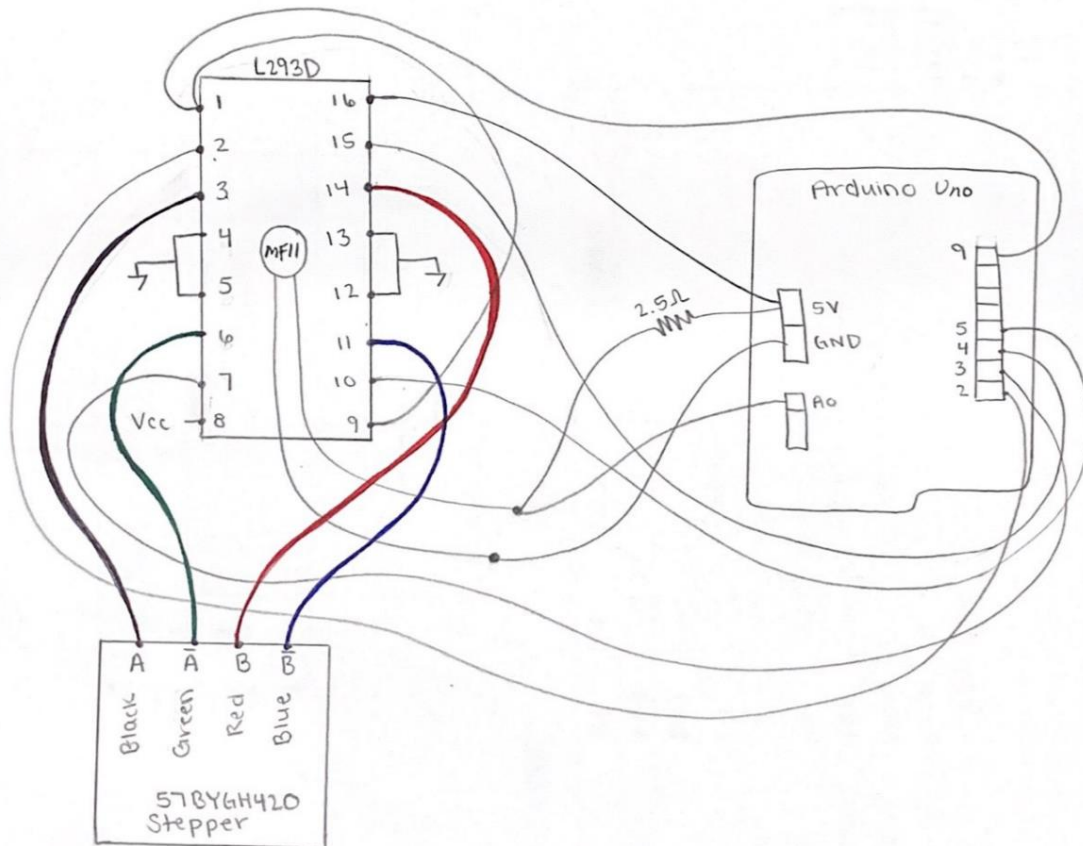 L293D
1
2
3
4
5
6
7
Vcc
8
16
15
14
13
12
11
10
9
MF11
2.5Ω
Arduino Uno
9
5
4
3
2
5V
GND
A0
A
A̅
B
B̅
Black
Green
Red
Blue
57BYGH420
Stepper